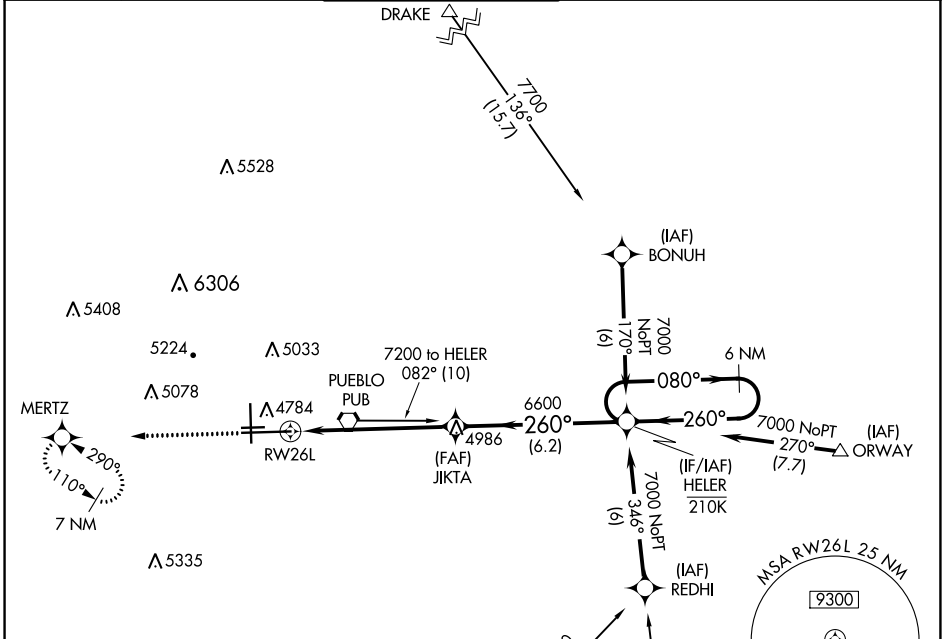 DRAKE
7700
136°
(15.7)
5528
(IAF)
BONUH
6306
5408
7000
NoPT
170°
(6)
5224
5033
7200 to HELER
082° (10)
6 NM
080°
5078
PUEBLO
PUB
MERTZ
4784
6600
260°
(6.2)
260°
7000 NoPT
270°
(7.7)
(IAF)
ORWAY
RW26L
4986
(FAF)
JIKTA
(IF/IAF)
HELER
210K
290°
110°
7 NM
7000 NoPT
346°
(6)
5335
(IAF)
REDHI
MSA RW26L 25 NM
9300